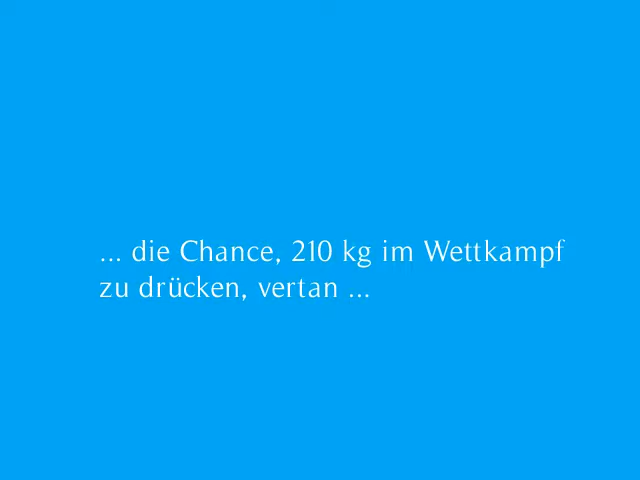 ... die Chance, 210 kg im Wettkampf
zu drücken, vertan ...